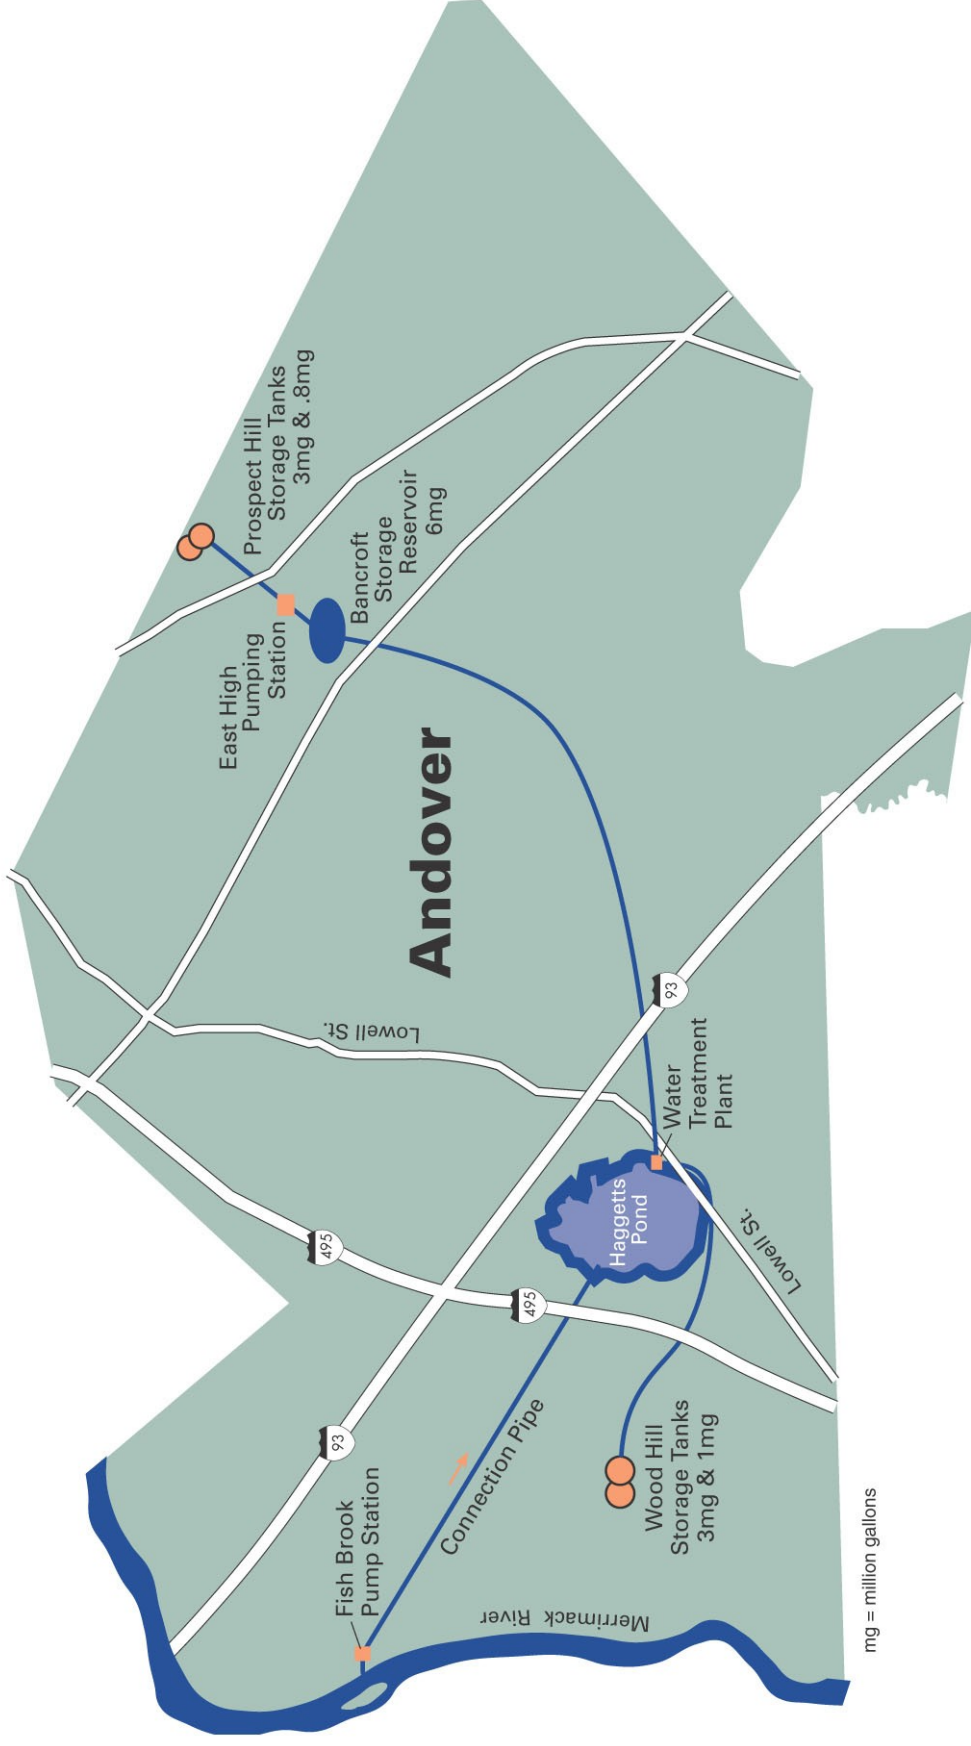 Prospect Hill
Storage Tanks
3mg & .8mg
East High
Pumping
Station
Bancroft
Storage
Reservoir
6mg
Andover
Lowell St.
495
93
Fish Brook
Pump Station
495
93
Connection Pipe
Haggetts
Pond
Water
Treatment
Plant
Merrimack River
Wood Hill
Storage Tanks
3mg & 1mg
Lowell St.
mg = million gallons